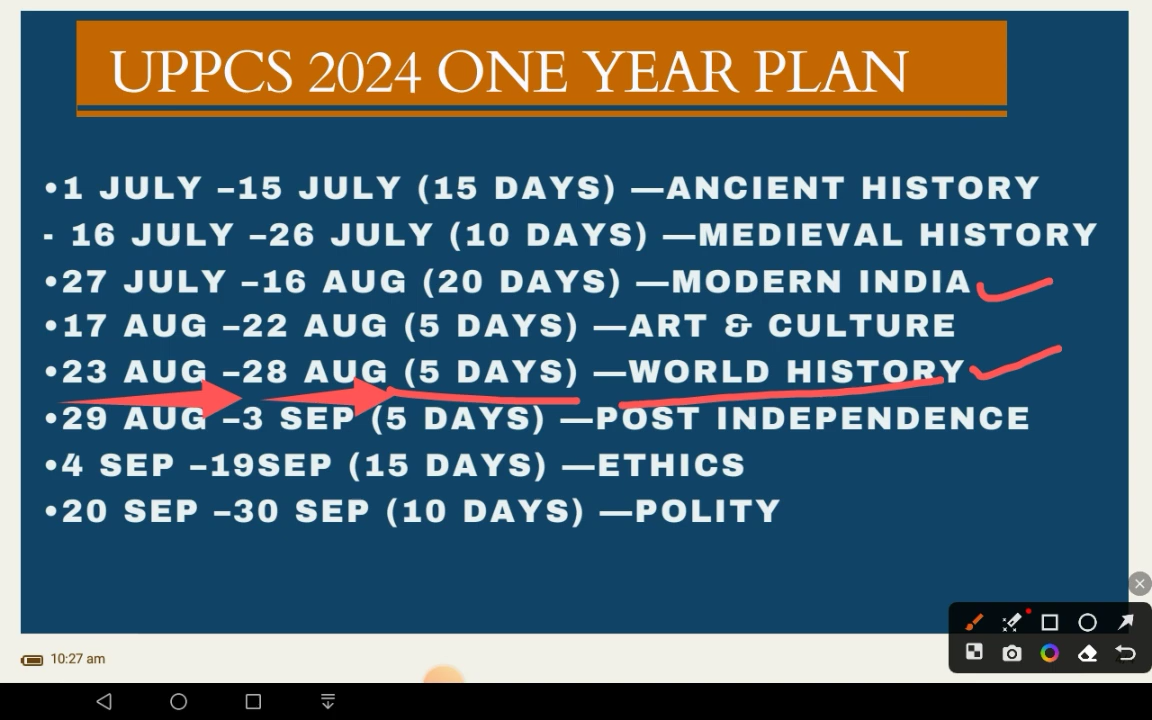 UPPCS 2024 ONE YEAR PLAN
•1 JULY –15 JULY (15 DAYS) —ANCIENT HISTORY
- 16 JULY –26 JULY (10 DAYS) —MEDIEVAL HISTORY
•27 JULY –16 AUG (20 DAYS) —MODERN INDIA
•17 AUG –22 AUG (5 DAYS) —ART & CULTURE
•23 AUG –28 AUG (5 DAYS) —WORLD HISTORY
•29 AUG –3 SEP (5 DAYS) —POST INDEPENDENCE
•4 SEP –19SEP (15 DAYS) —ETHICS
•20 SEP –30 SEP (10 DAYS) —POLITY
10:27 am